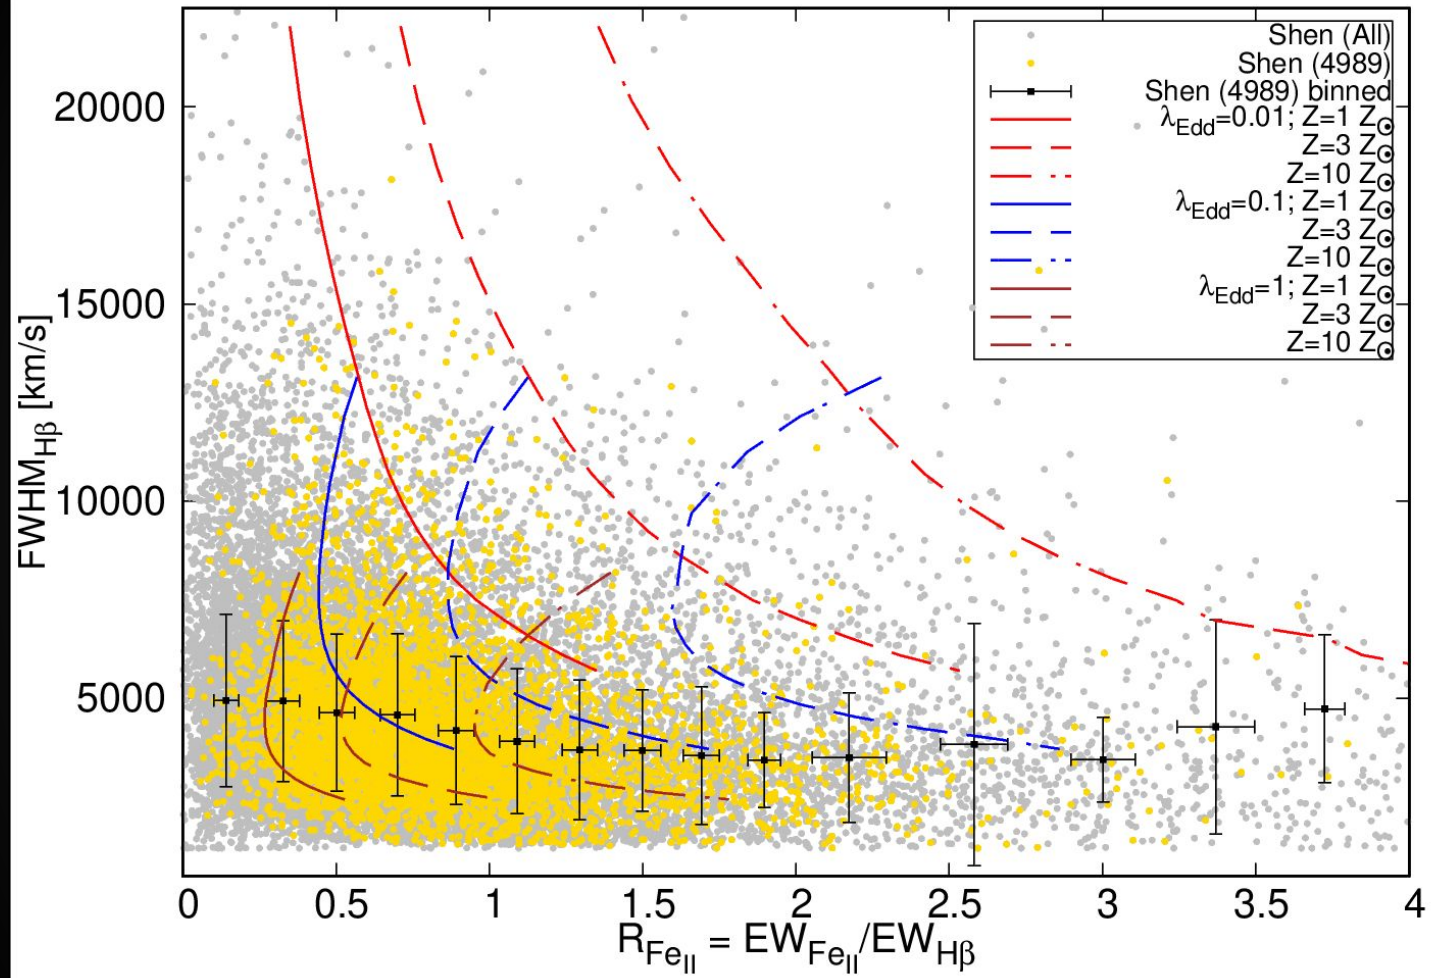 Shen (All)
Shen (4989)
Shen (4989) binned
λEdd=0.01; Z=1 Z⊙
Z=3 Z⊙
Z=10 Z⊙
λEdd=0.1; Z=1 Z⊙
Z=3 Z⊙
Z=10 Z⊙
λEdd=1; Z=1 Z⊙
Z=3 Z⊙
Z=10 Z⊙
20000
15000
10000
5000
FWHMHβ [km/s]
0 0.5 1 1.5 2 2.5 3 3.5 4
RFeII = EWFeII/EWHβ